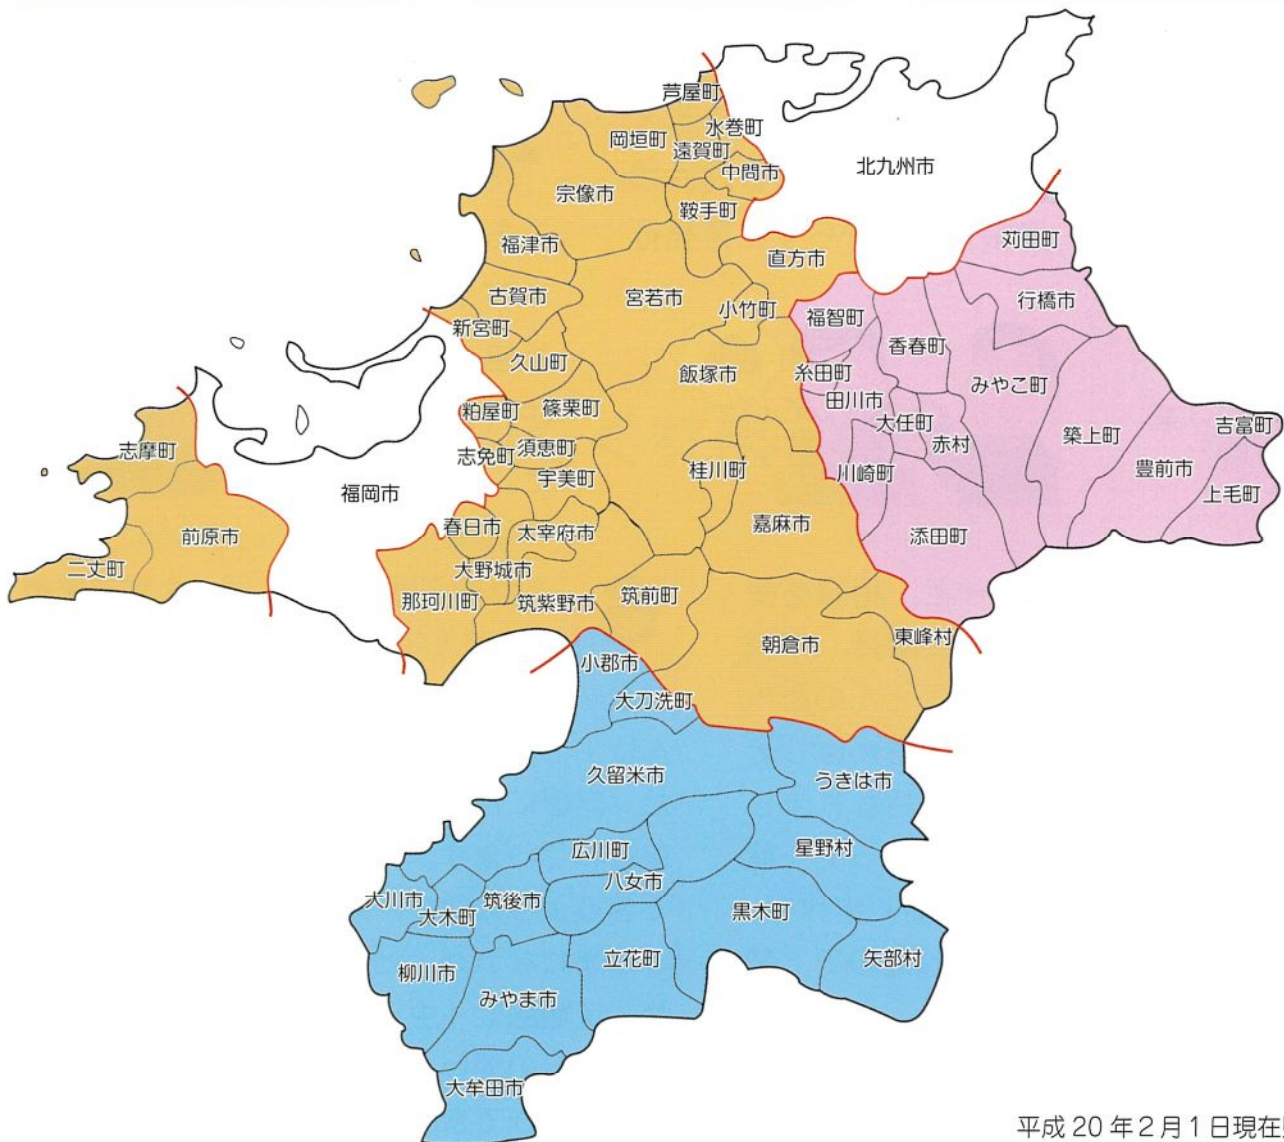 芦屋町
水巻町
岡垣町
遠賀町
中間市
北九州市
宗像市
鞍手町
苅田町
福津市
直方市
古賀市
宮若市
小竹町
行橋市
福智町
新宮町
香春町
久山町
飯塚市
糸田町
みやこ町
田川市
粕屋町
篠栗町
大任町
吉富町
志摩町
須恵町
赤村
築上町
志免町
桂川町
川崎町
豊前市
宇美町
福岡市
上毛町
春日市
太宰府市
嘉麻市
前原市
添田町
二丈町
大野城市
那珂川町
筑紫野市
筑前町
東峰村
朝倉市
小郡市
大刀洗町
久留米市
うきは市
広川町
星野村
八女市
大川市
大木町
筑後市
黒木町
立花町
矢部村
柳川市
みやま市
大牟田市
平成20年2月1日現在